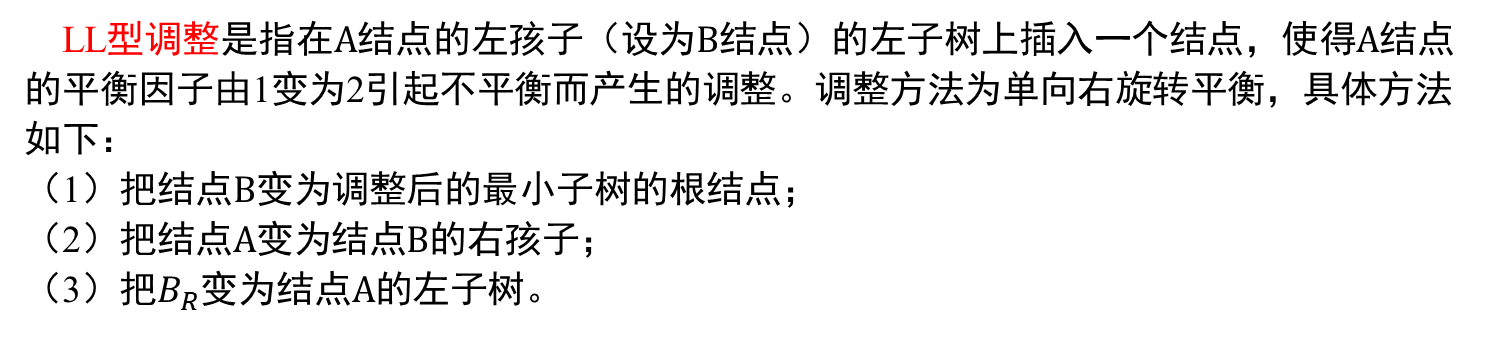 LL型调整是指在A结点的左孩子（设为B结点）的左子树上插入一个结点，使得A结点
的平衡因子由1变为2引起不平衡而产生的调整。调整方法为单向右旋转平衡，具体方法
如下：
（1）把结点B变为调整后的最小子树的根结点；
（2）把结点A变为结点B的右孩子；
（3）把B_R变为结点A的左子树。